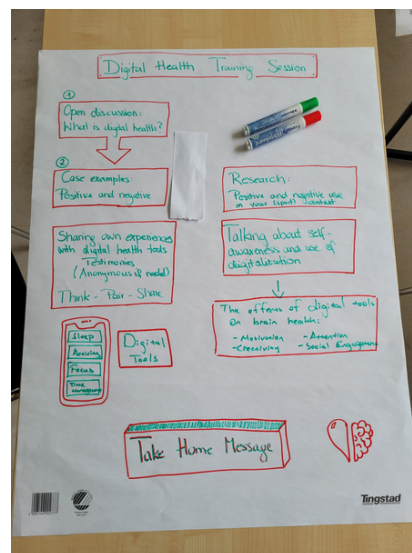 Digital Health Training Session
1
Open discussion:
What is digital health?
2
Case examples
Positive and negative
Sharing own experiences
with digital health tools
Testimonies
(Anonymous if needed)
Think - Pair - Share
Sleep
Focus
Time management
Digital
Tools
Research:
Positive and negative use
in your (sport) context
Talking about self-
awareness and use of
digitalization
The effects of digital tools
on brain health:
- Motivation - Attention
- Social Engagement
Take Home Message
Tingstad